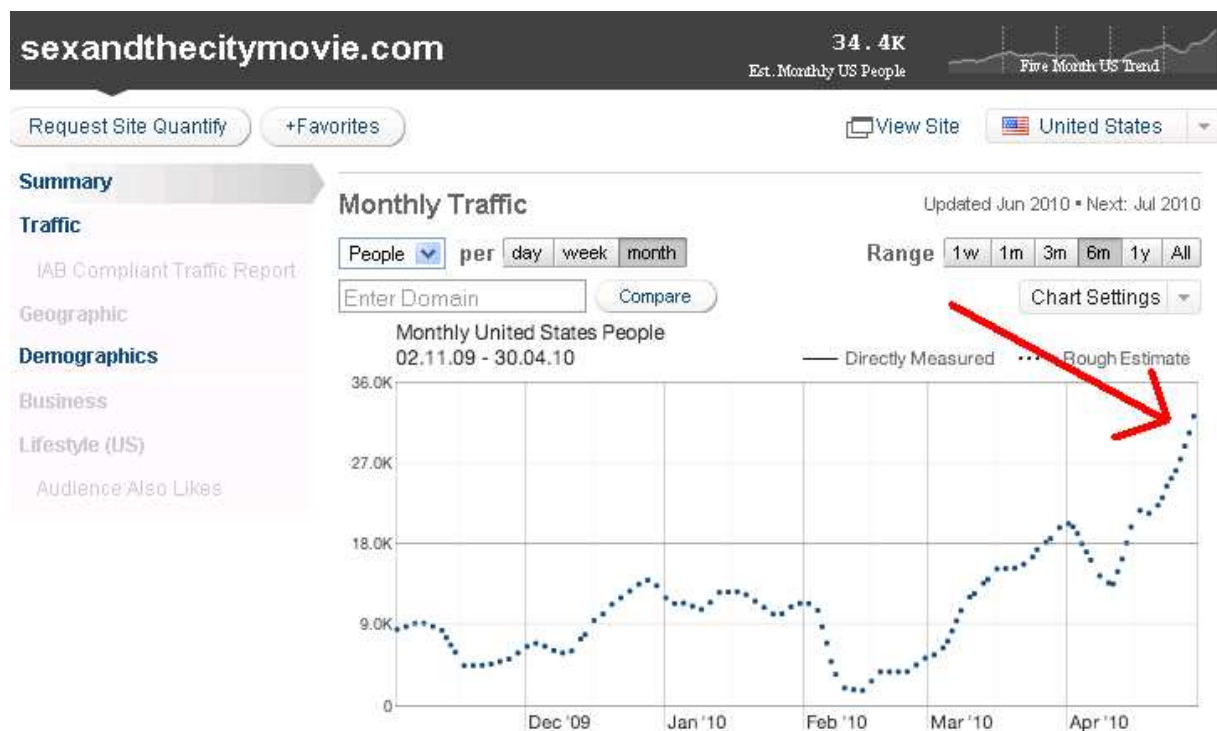 sexandthecitymovie.com
34.4K
Est. Monthly US People
Five Month US Trend
Request Site Quantify
+Favorites
View Site
United States
Summary
Traffic
IAB Compliant Traffic Report
Geographic
Demographics
Business
Lifestyle (US)
Audience Also Likes
Monthly Traffic
Updated Jun 2010 • Next: Jul 2010
People per day week month
Range 1w 1m 3m 6m 1y All
Enter Domain Compare
Chart Settings
Monthly United States People
02.11.09 - 30.04.10
Directly Measured Rough Estimate
36.0K
27.0K
18.0K
9.0K
0
Dec '09 Jan '10 Feb '10 Mar '10 Apr '10